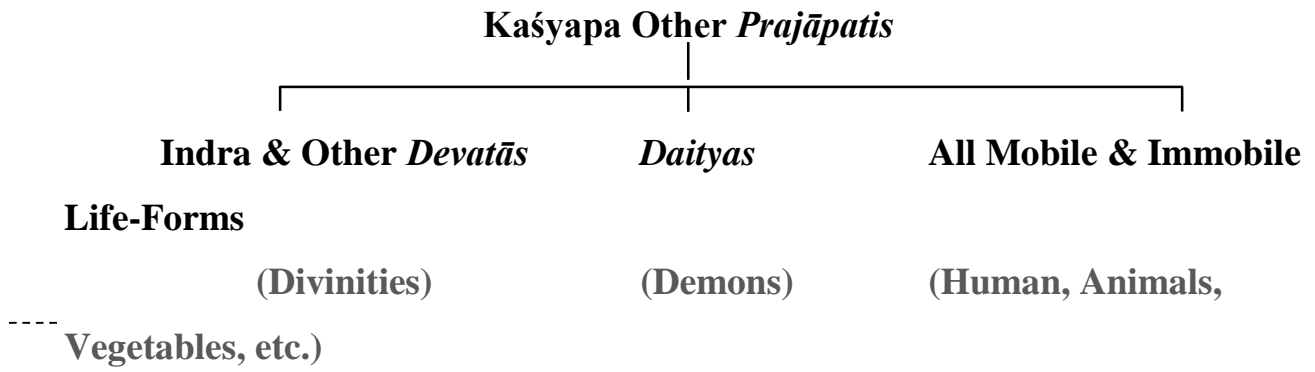 Kaśyapa Other Prajāpatis
Indra & Other Devatās Daityas All Mobile & Immobile
Life-Forms
(Divinities) (Demons) (Human, Animals,
Vegetables, etc.)